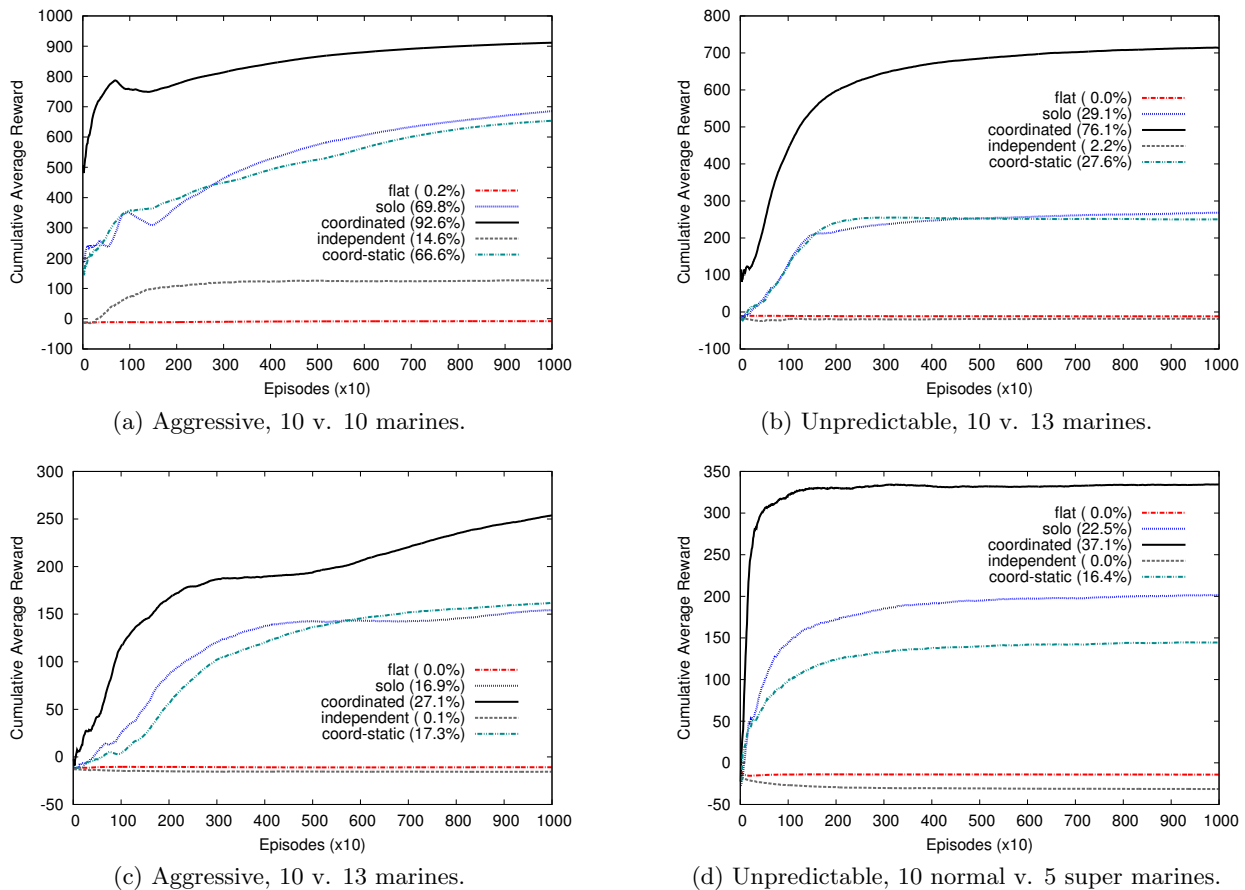 1000
900
800
700
600
500
400
300
200
100
0
-100
Cumulative Average Reward
flat ( 0.2%)
solo (69.8%)
coordinated (92.6%)
independent (14.6%)
coord-static (66.6%)
0 100 200 300 400 500 600 700 800 900 1000
Episodes (x10)
(a) Aggressive, 10 v. 10 marines.
800
700
600
500
400
300
200
100
0
-100
Cumulative Average Reward
flat ( 0.0%)
solo (29.1%)
coordinated (76.1%)
independent ( 2.2%)
coord-static (27.6%)
0 100 200 300 400 500 600 700 800 900 1000
Episodes (x10)
(b) Unpredictable, 10 v. 13 marines.
300
250
200
150
100
50
0
-50
Cumulative Average Reward
flat ( 0.0%)
solo (16.9%)
coordinated (27.1%)
independent ( 0.1%)
coord-static (17.3%)
0 100 200 300 400 500 600 700 800 900 1000
Episodes (x10)
(c) Aggressive, 10 v. 13 marines.
350
300
250
200
150
100
50
0
-50
Cumulative Average Reward
flat ( 0.0%)
solo (22.5%)
coordinated (37.1%)
independent ( 0.0%)
coord-static (16.4%)
0 100 200 300 400 500 600 700 800 900 1000
Episodes (x10)
(d) Unpredictable, 10 normal v. 5 super marines.